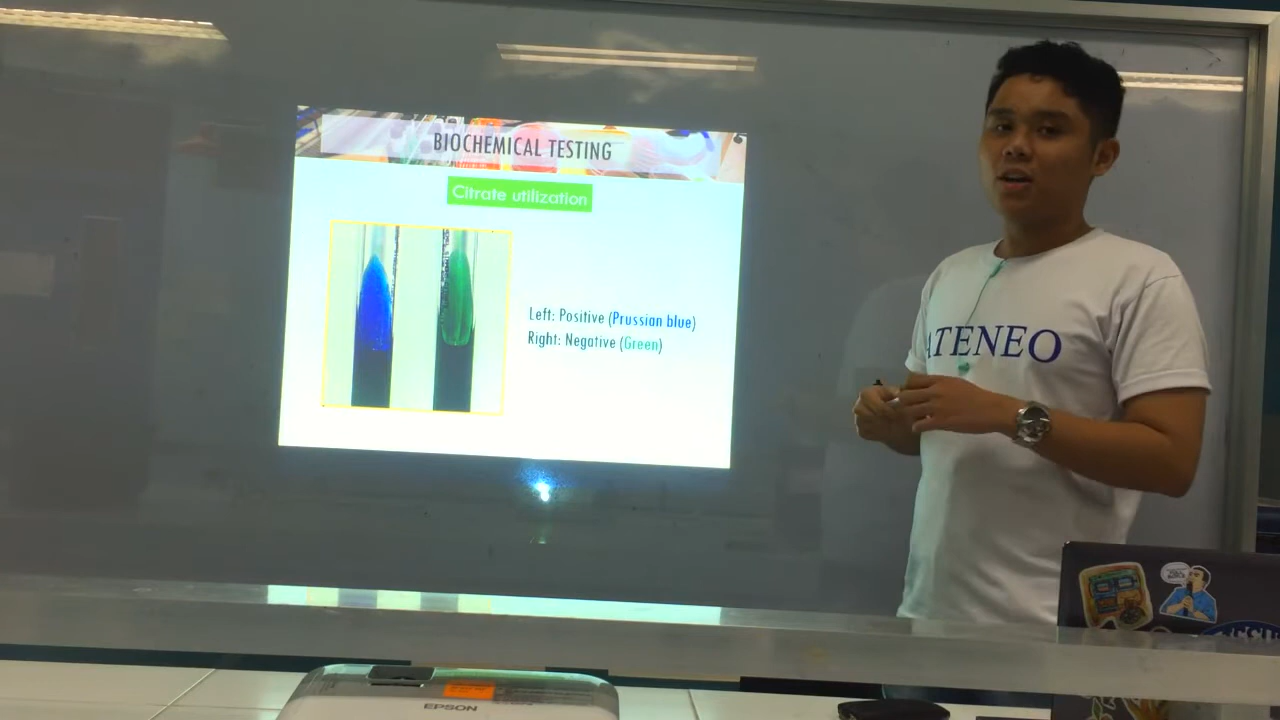 BIOCHEMICAL TESTING
Citrate utilization
Left: Positive (Prussian blue)
Right: Negative (Green)
ATENEO
EPSON